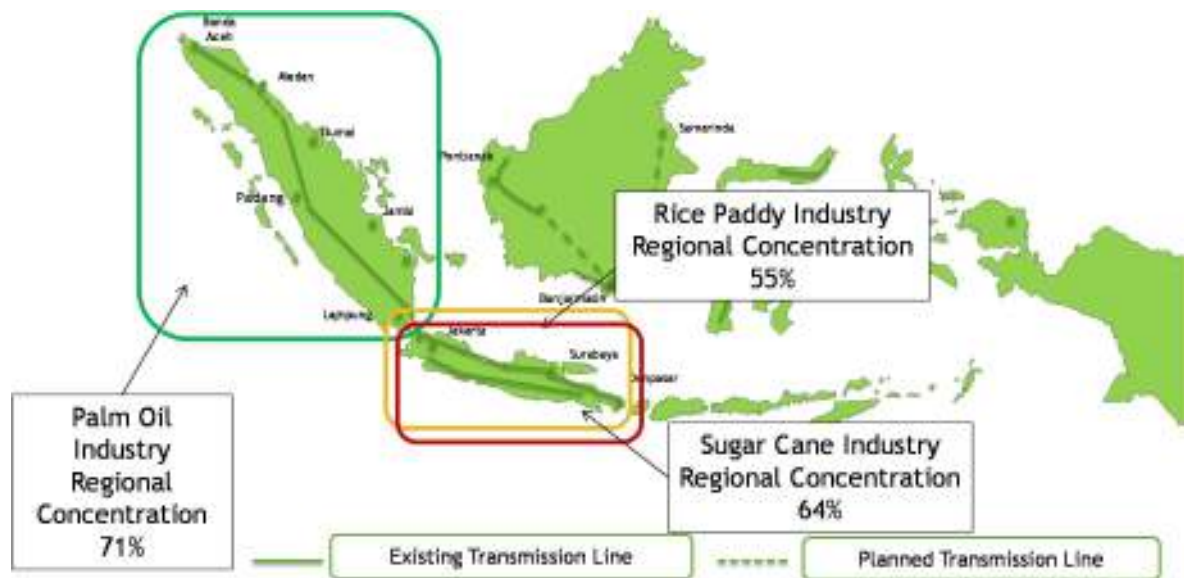 Banda
Aceh
Medan
Dumai
Padang
Jambi
Lampung
Pontianak
Samarinda
Banjarmasin
Jakarta
Surabaya
Denpasar
Rice Paddy Industry
Regional Concentration
55%
Palm Oil
Industry
Regional
Concentration
71%
Sugar Cane Industry
Regional Concentration
64%
Existing Transmission Line
Planned Transmission Line